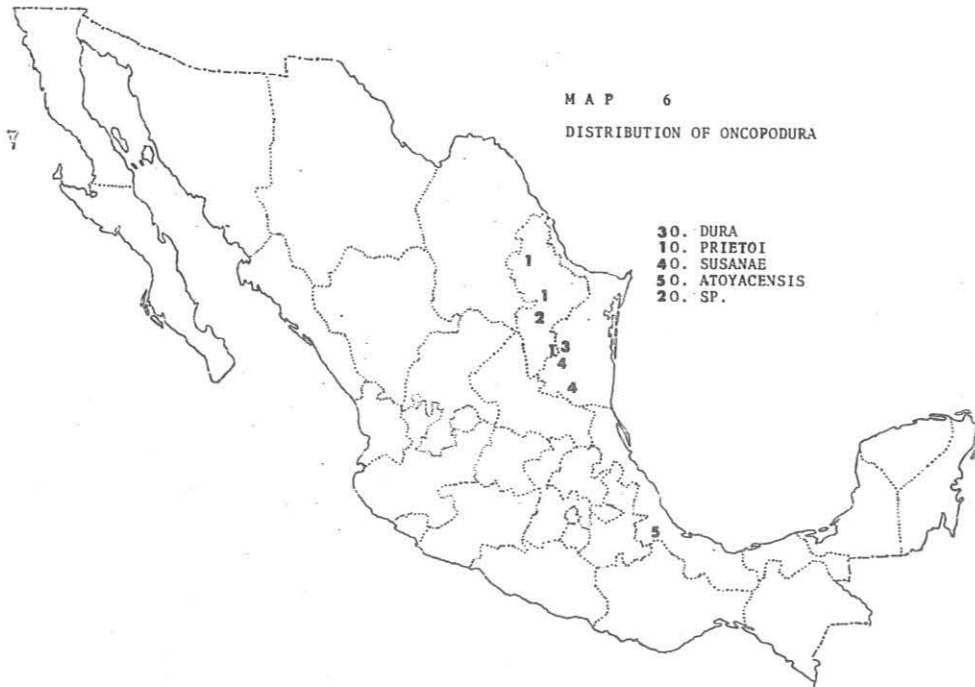 MAP 6
DISTRIBUTION OF ONCOPODURA
3O. DURA
1O. PRIETOI
4O. SUSANAE
5O. ATOYACENSIS
2O. SP.
1
1
2
3
4
4
5